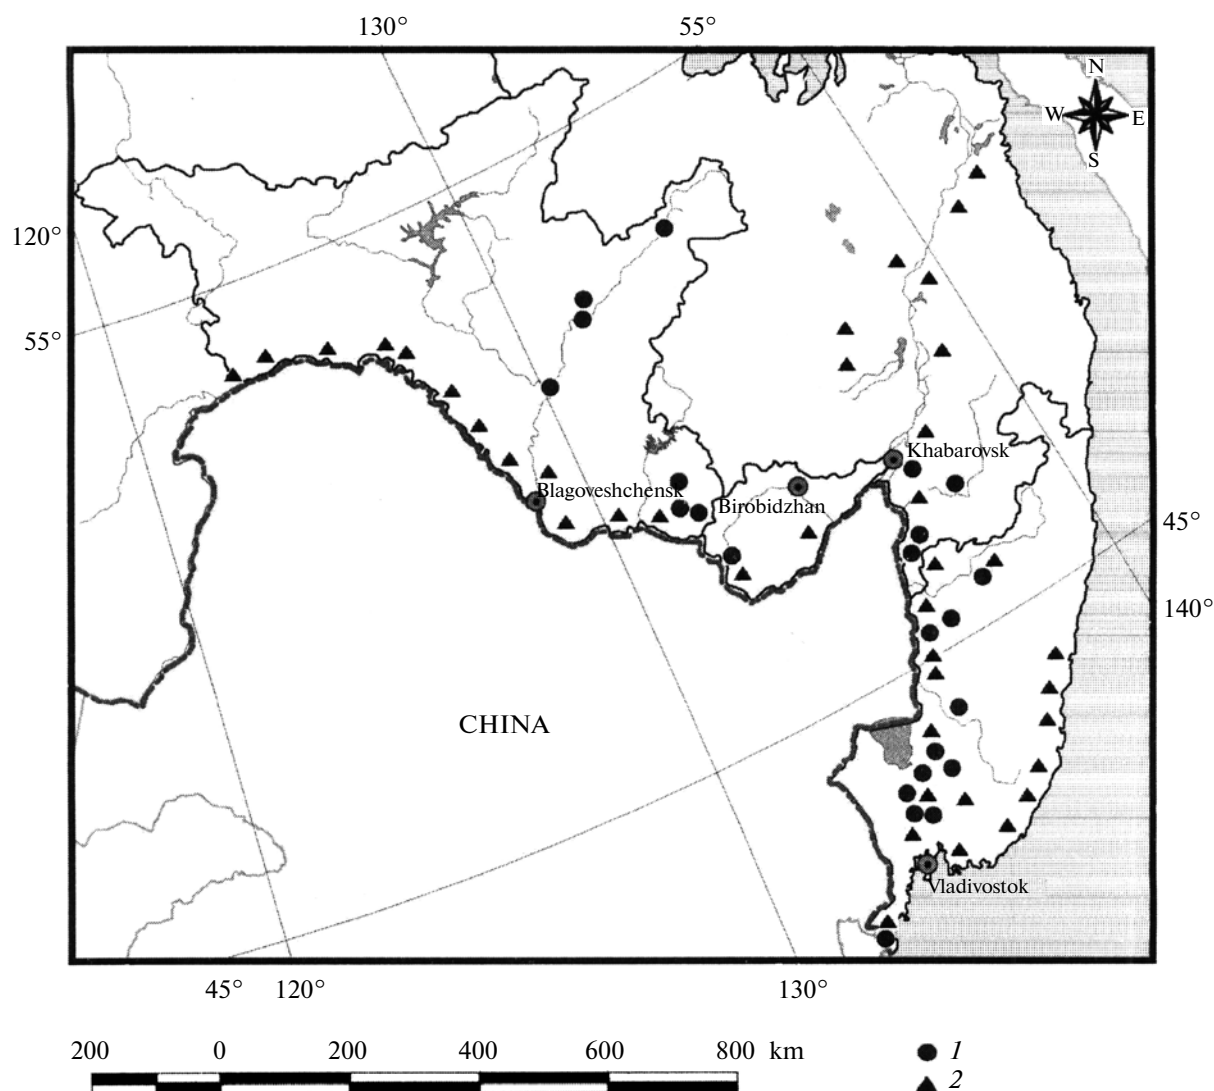 130° 55°
N
W E
S
120°
55°
Khabarovsk
Blagoveshchensk
Birobidzhan
45°
140°
CHINA
Vladivostok
45° 120° 130°
200 0 200 400 600 800 km
1
2